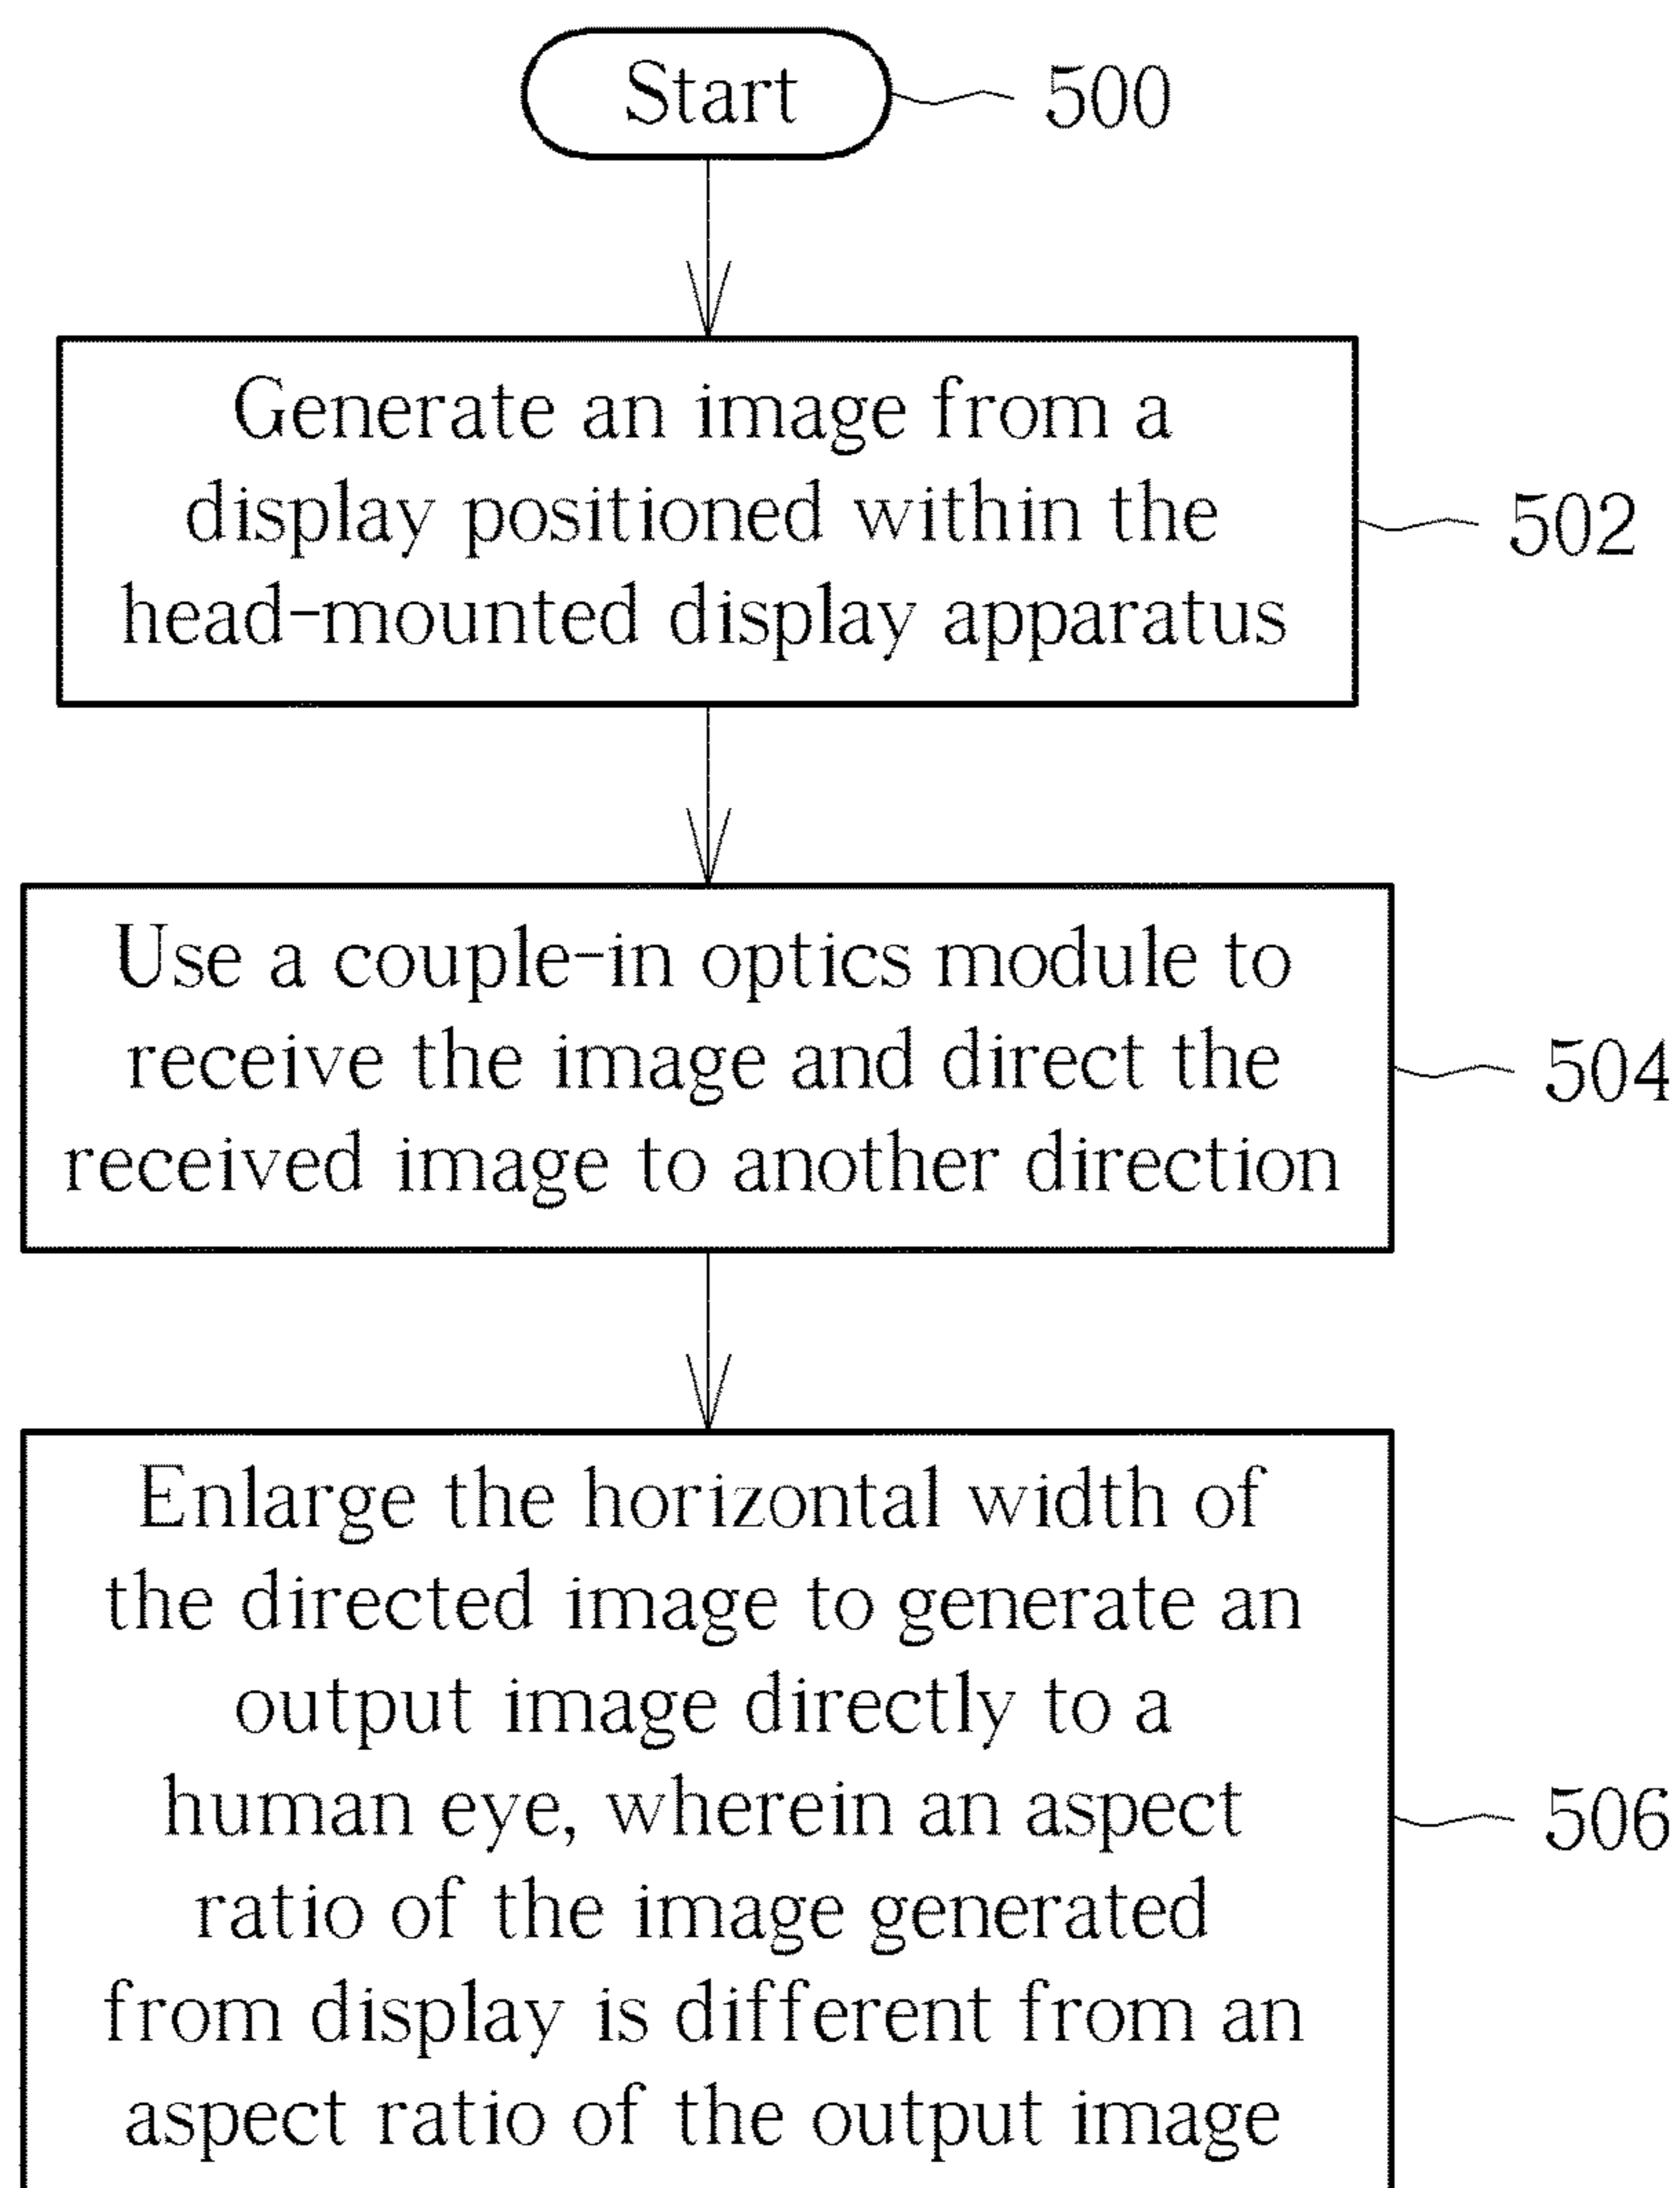 Start
500
Generate an image from a
display positioned within the
head-mounted display apparatus
502
Use a couple-in optics module to
receive the image and direct the
received image to another direction
504
Enlarge the horizontal width of
the directed image to generate an
output image directly to a
human eye, wherein an aspect
ratio of the image generated
from display is different from an
aspect ratio of the output image
506